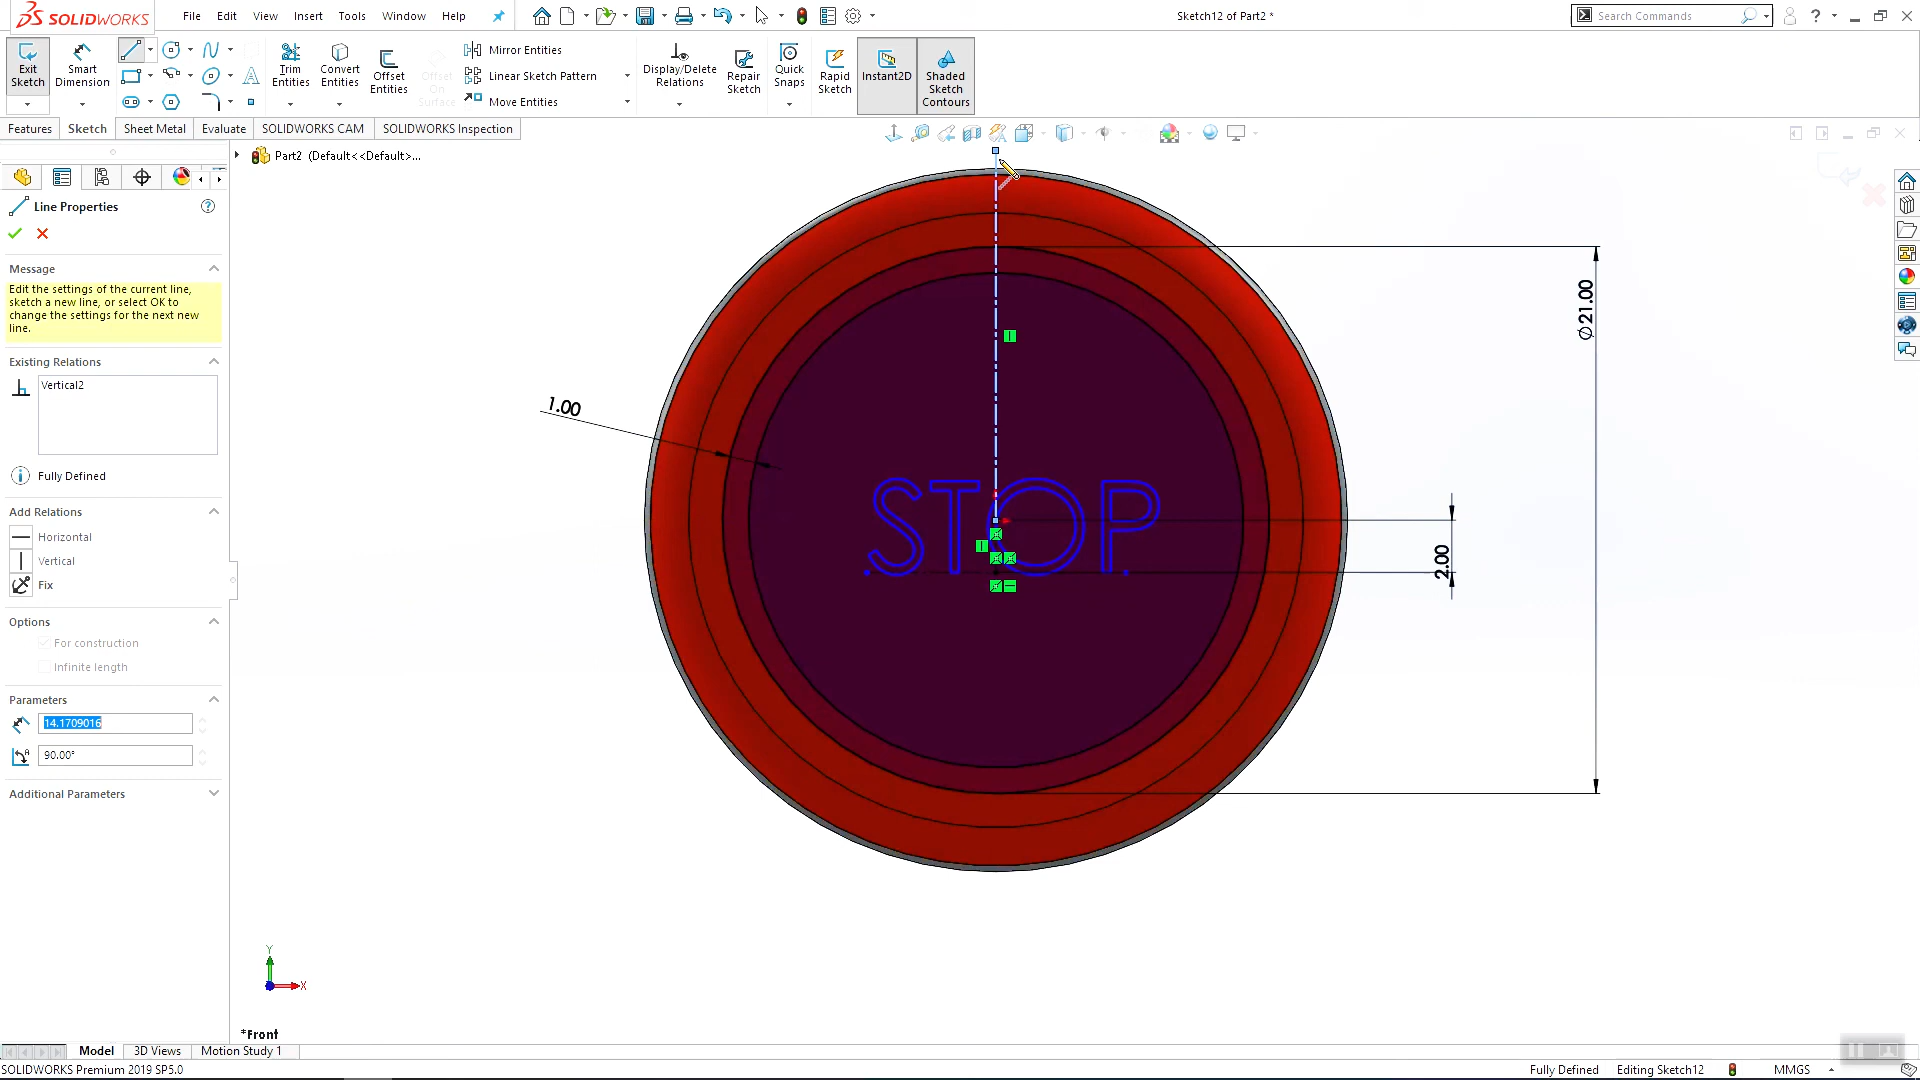 SOLIDWORKS File Edit View Insert Tools Window Help Sketch12 of Part2 * Search Commands
Exit Sketch Smart Dimension Trim Entities Convert Entities Offset Entities Offset On Surface Mirror Entities Linear Sketch Pattern Move Entities Display/Delete Relations Repair Sketch Quick Snaps Rapid Sketch Instant2D Shaded Sketch Contours
Features Sketch Sheet Metal Evaluate SOLIDWORKS CAM SOLIDWORKS Inspection
Part2 (Default<<Default>...
Line Properties
Message
Edit the settings of the current line,
sketch a new line, or select OK to
change the settings for the next new
line.
Existing Relations
Vertical2
Fully Defined
Add Relations
Horizontal
Vertical
Fix
Options
For construction
Infinite length
Parameters
14.1709016
90.00°
Additional Parameters
1.00
∅21.00
STOP
2.00
Y
X
*Front
Model 3D Views Motion Study 1
SOLIDWORKS Premium 2019 SP5.0 Fully Defined Editing Sketch12 MMGS